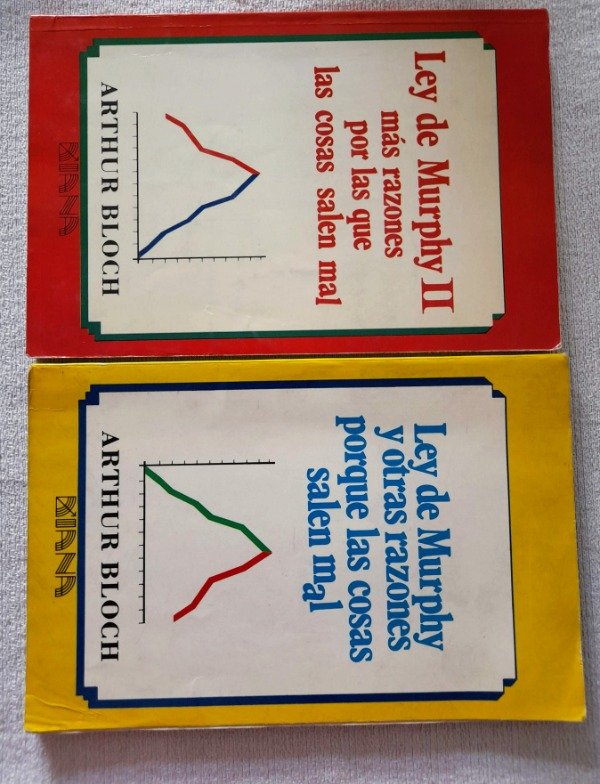 Ley de Murphy II
más razones
por las que
las cosas salen mal
ARTHUR BLOCH
DIANA
Ley de Murphy
y otras razones
porque las cosas
salen mal
ARTHUR BLOCH
DIANA